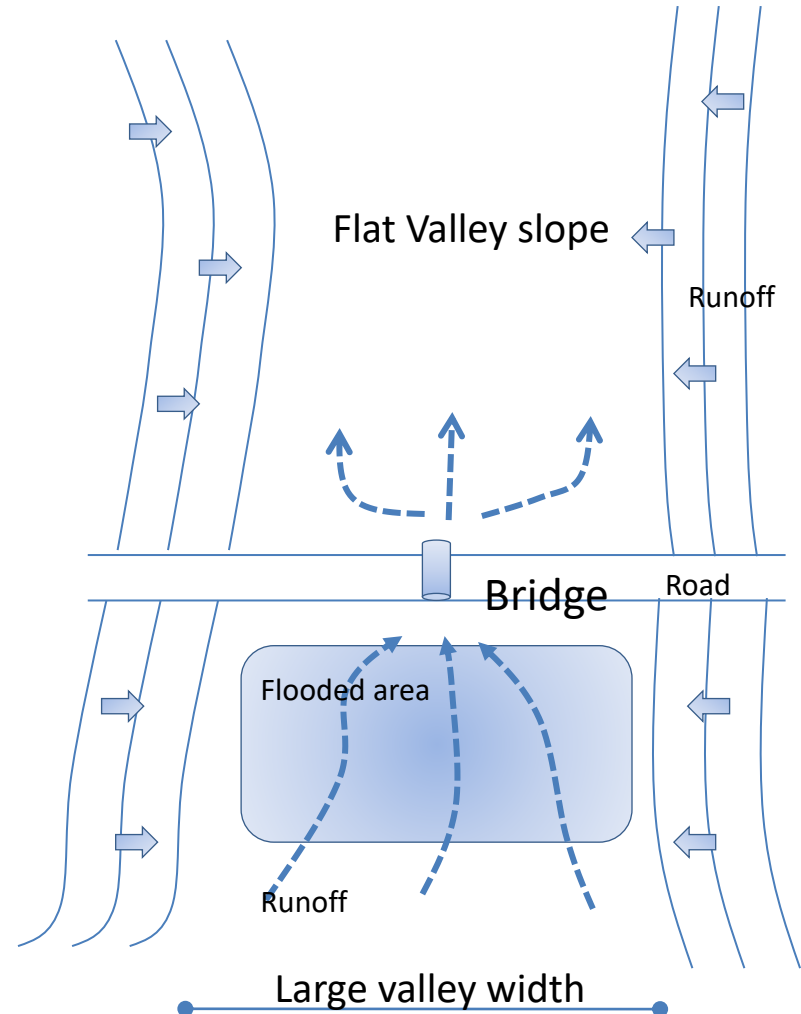 Flat Valley slope
Runoff
Bridge
Road
Flooded area
Runoff
Large valley width